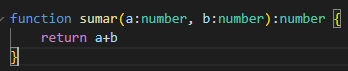 function sumar(a:number, b:number):number {
    return a+b
}